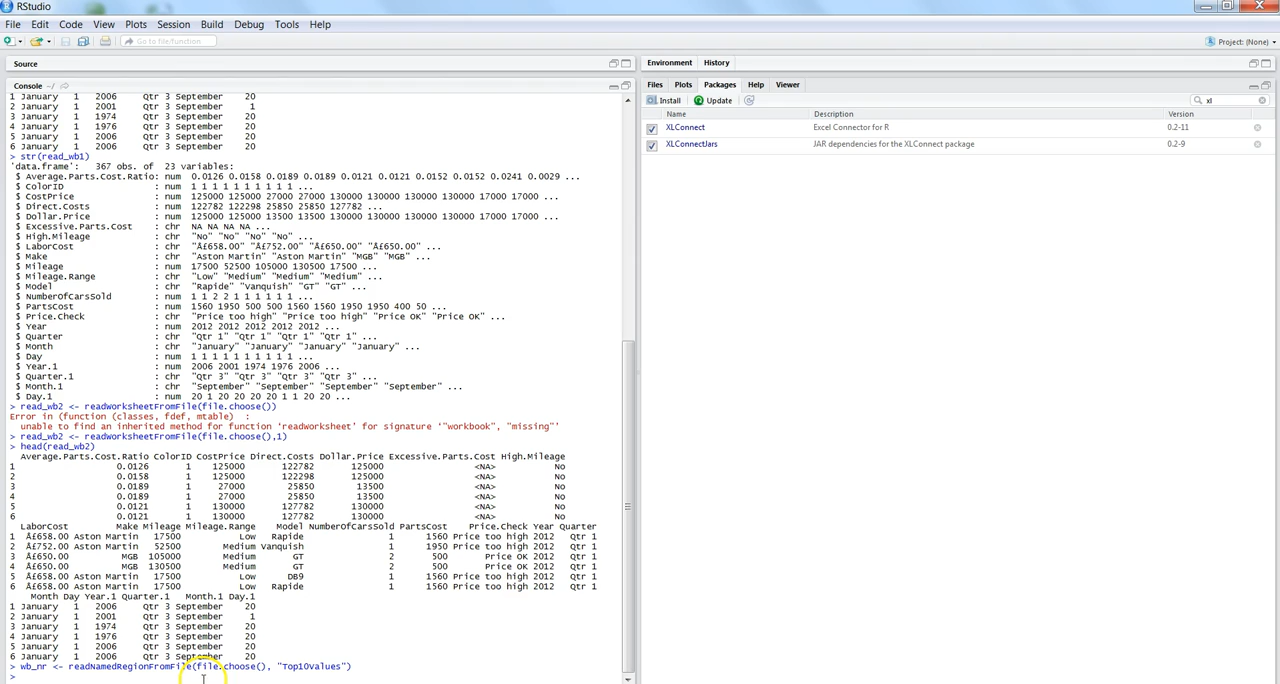 RStudio
File Edit Code View Plots Session Build Debug Tools Help
Go to file/function
Project: (None)
Source
Console ~/
1 January 1 2006 Qtr 3 September 20
2 January 1 2001 Qtr 3 September 1
3 January 1 1974 Qtr 3 September 20
4 January 1 1976 Qtr 3 September 20
5 January 1 2006 Qtr 3 September 20
6 January 1 2006 Qtr 3 September 20
> str(read_wb1)
'data.frame': 367 obs. of 23 variables:
$ Average.Parts.Cost.Ratio: num 0.0126 0.0158 0.0189 0.0189 0.0121 0.0121 0.0152 0.0152 0.0241 0.0029 ...
$ ColorID : num 1 1 1 1 1 1 1 1 1 1 ...
$ CostPrice : num 125000 125000 27000 27000 130000 130000 130000 130000 17000 17000 ...
$ Direct.Costs : num 122782 122298 25850 25850 127782 ...
$ Dollar.Price : num 125000 125000 13500 13500 130000 130000 130000 130000 17000 17000 ...
$ Excessive.Parts.Cost : chr NA NA NA NA ...
$ High.Mileage : chr "No" "No" "No" "No" ...
$ LaborCost : chr "Â£658.00" "Â£752.00" "Â£650.00" "Â£650.00" ...
$ Make : chr "Aston Martin" "Aston Martin" "MGB" "MGB" ...
$ Mileage : num 17500 52500 105000 130500 17500 ...
$ Mileage.Range : chr "Low" "Medium" "Medium" "Medium" ...
$ Model : chr "Rapide" "Vanquish" "GT" "GT" ...
$ NumberOfCarsSold : num 1 1 2 2 1 1 1 1 1 1 ...
$ PartsCost : num 1560 1950 500 500 1560 1560 1950 1950 400 50 ...
$ Price.Check : chr "Price too high" "Price too high" "Price OK" "Price OK" ...
$ Year : num 2012 2012 2012 2012 2012 ...
$ Quarter : chr "Qtr 1" "Qtr 1" "Qtr 1" "Qtr 1" ...
$ Month : chr "January" "January" "January" "January" ...
$ Day : num 1 1 1 1 1 1 1 1 1 1 ...
$ Year.1 : num 2006 2001 1974 1976 2006 ...
$ Quarter.1 : chr "Qtr 3" "Qtr 3" "Qtr 3" "Qtr 3" ...
$ Month.1 : chr "September" "September" "September" "September" ...
$ Day.1 : num 20 1 20 20 20 20 1 1 20 20 ...
> read_wb2 <- readWorksheetFromFile(file.choose())
Error in (function (classes, fdef, mtable) :
unable to find an inherited method for function ‘readWorksheet’ for signature ‘"workbook", "missing"’
> read_wb2 <- readWorksheetFromFile(file.choose(),1)
> head(read_wb2)
Average.Parts.Cost.Ratio ColorID CostPrice Direct.Costs Dollar.Price Excessive.Parts.Cost High.Mileage
1 0.0126 1 125000 122782 125000 <NA> No
2 0.0158 1 125000 122298 125000 <NA> No
3 0.0189 1 27000 25850 13500 <NA> No
4 0.0189 1 27000 25850 13500 <NA> No
5 0.0121 1 130000 127782 130000 <NA> No
6 0.0121 1 130000 127782 130000 <NA> No
LaborCost Make Mileage Mileage.Range Model NumberOfCarsSold PartsCost Price.Check Year Quarter
1 Â£658.00 Aston Martin 17500 Low Rapide 1 1560 Price too high 2012 Qtr 1
2 Â£752.00 Aston Martin 52500 Medium Vanquish 1 1950 Price too high 2012 Qtr 1
3 Â£650.00 MGB 105000 Medium GT 2 500 Price OK 2012 Qtr 1
4 Â£650.00 MGB 130500 Medium GT 2 500 Price OK 2012 Qtr 1
5 Â£658.00 Aston Martin 17500 Low DB9 1 1560 Price too high 2012 Qtr 1
6 Â£658.00 Aston Martin 17500 Low Rapide 1 1560 Price too high 2012 Qtr 1
Month Day Year.1 Quarter.1 Month.1 Day.1
1 January 1 2006 Qtr 3 September 20
2 January 1 2001 Qtr 3 September 1
3 January 1 1974 Qtr 3 September 20
4 January 1 1976 Qtr 3 September 20
5 January 1 2006 Qtr 3 September 20
6 January 1 2006 Qtr 3 September 20
> wb_nr <- readNamedRegionFromFile(file.choose(), "Top10Values")
>
Environment History
Files Plots Packages Help Viewer
Install Update xl
Name Description Version
XLConnect Excel Connector for R 0.2-11
XLConnectJars JAR dependencies for the XLConnect package 0.2-9